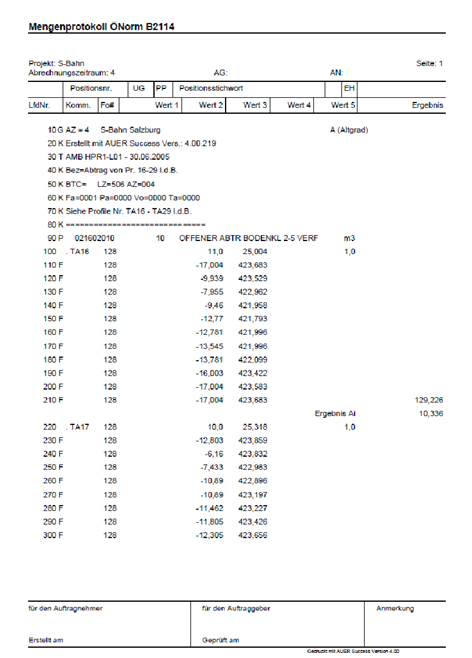 Mengenprotokoll ÖNorm B2114
Projekt: S-Bahn Seite: 1
Abrechnungszeitraum: 4 AG: AN:
Positionsnr. UG PP Positionsstichwort EH
LfdNr. Komm. Fo# Wert 1 Wert 2 Wert 3 Wert 4 Wert 5 Ergebnis
10 G AZ = 4 S-Bahn Salzburg A (Altgrad)
20 K Erstellt mit AUER Success Vers.: 4.00.219
30 T AMB HPR1-L01 - 30.06.2005
40 K Bez=Abtrag von Pr. 16-29 l.d.B.
50 K BTC= LZ=506 AZ=004
60 K Fa=0001 Pa=0000 Vo=0000 Ta=0000
70 K Siehe Profile Nr. TA16 - TA29 l.d.B.
80 K ==============================
90 P 021602010 10 OFFENER ABTR BODENKL 2-5 VERF m3
100 . TA16 128 11,0 25,004 1,0
110 F 128 -17,004 423,683
120 F 128 -9,939 423,529
130 F 128 -7,955 422,962
140 F 128 -9,46 421,958
150 F 128 -12,77 421,793
160 F 128 -12,781 421,996
170 F 128 -13,545 421,996
180 F 128 -13,781 422,099
190 F 128 -16,003 423,422
200 F 128 -17,004 423,583
210 F 128 -17,004 423,683 129,226
Ergebnis Ai 10,336
220 . TA17 128 10,0 25,318 1,0
230 F 128 -12,803 423,859
240 F 128 -6,16 423,832
250 F 128 -7,433 422,983
260 F 128 -10,89 422,896
270 F 128 -10,89 423,197
280 F 128 -11,462 423,227
290 F 128 -11,805 423,426
300 F 128 -12,305 423,656
für den Auftragnehmer für den Auftraggeber Anmerkung
Erstellt am Geprüft am
Gedruckt mit AUER Success Version 4.00